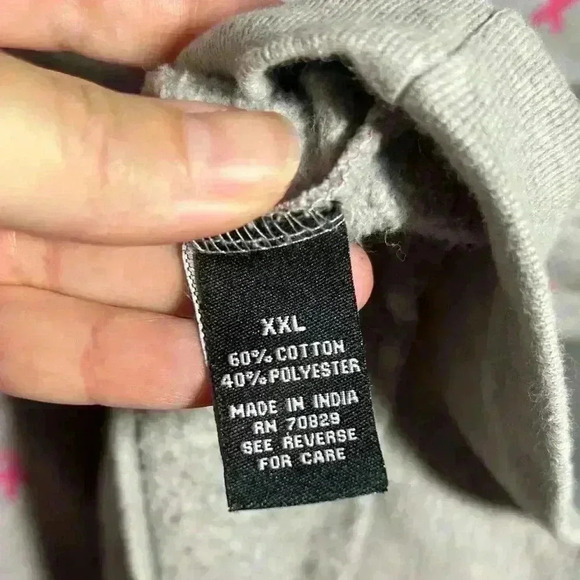 XXL
60% COTTON
40% POLYESTER
MADE IN INDIA
RN 70829
SEE REVERSE
FOR CARE